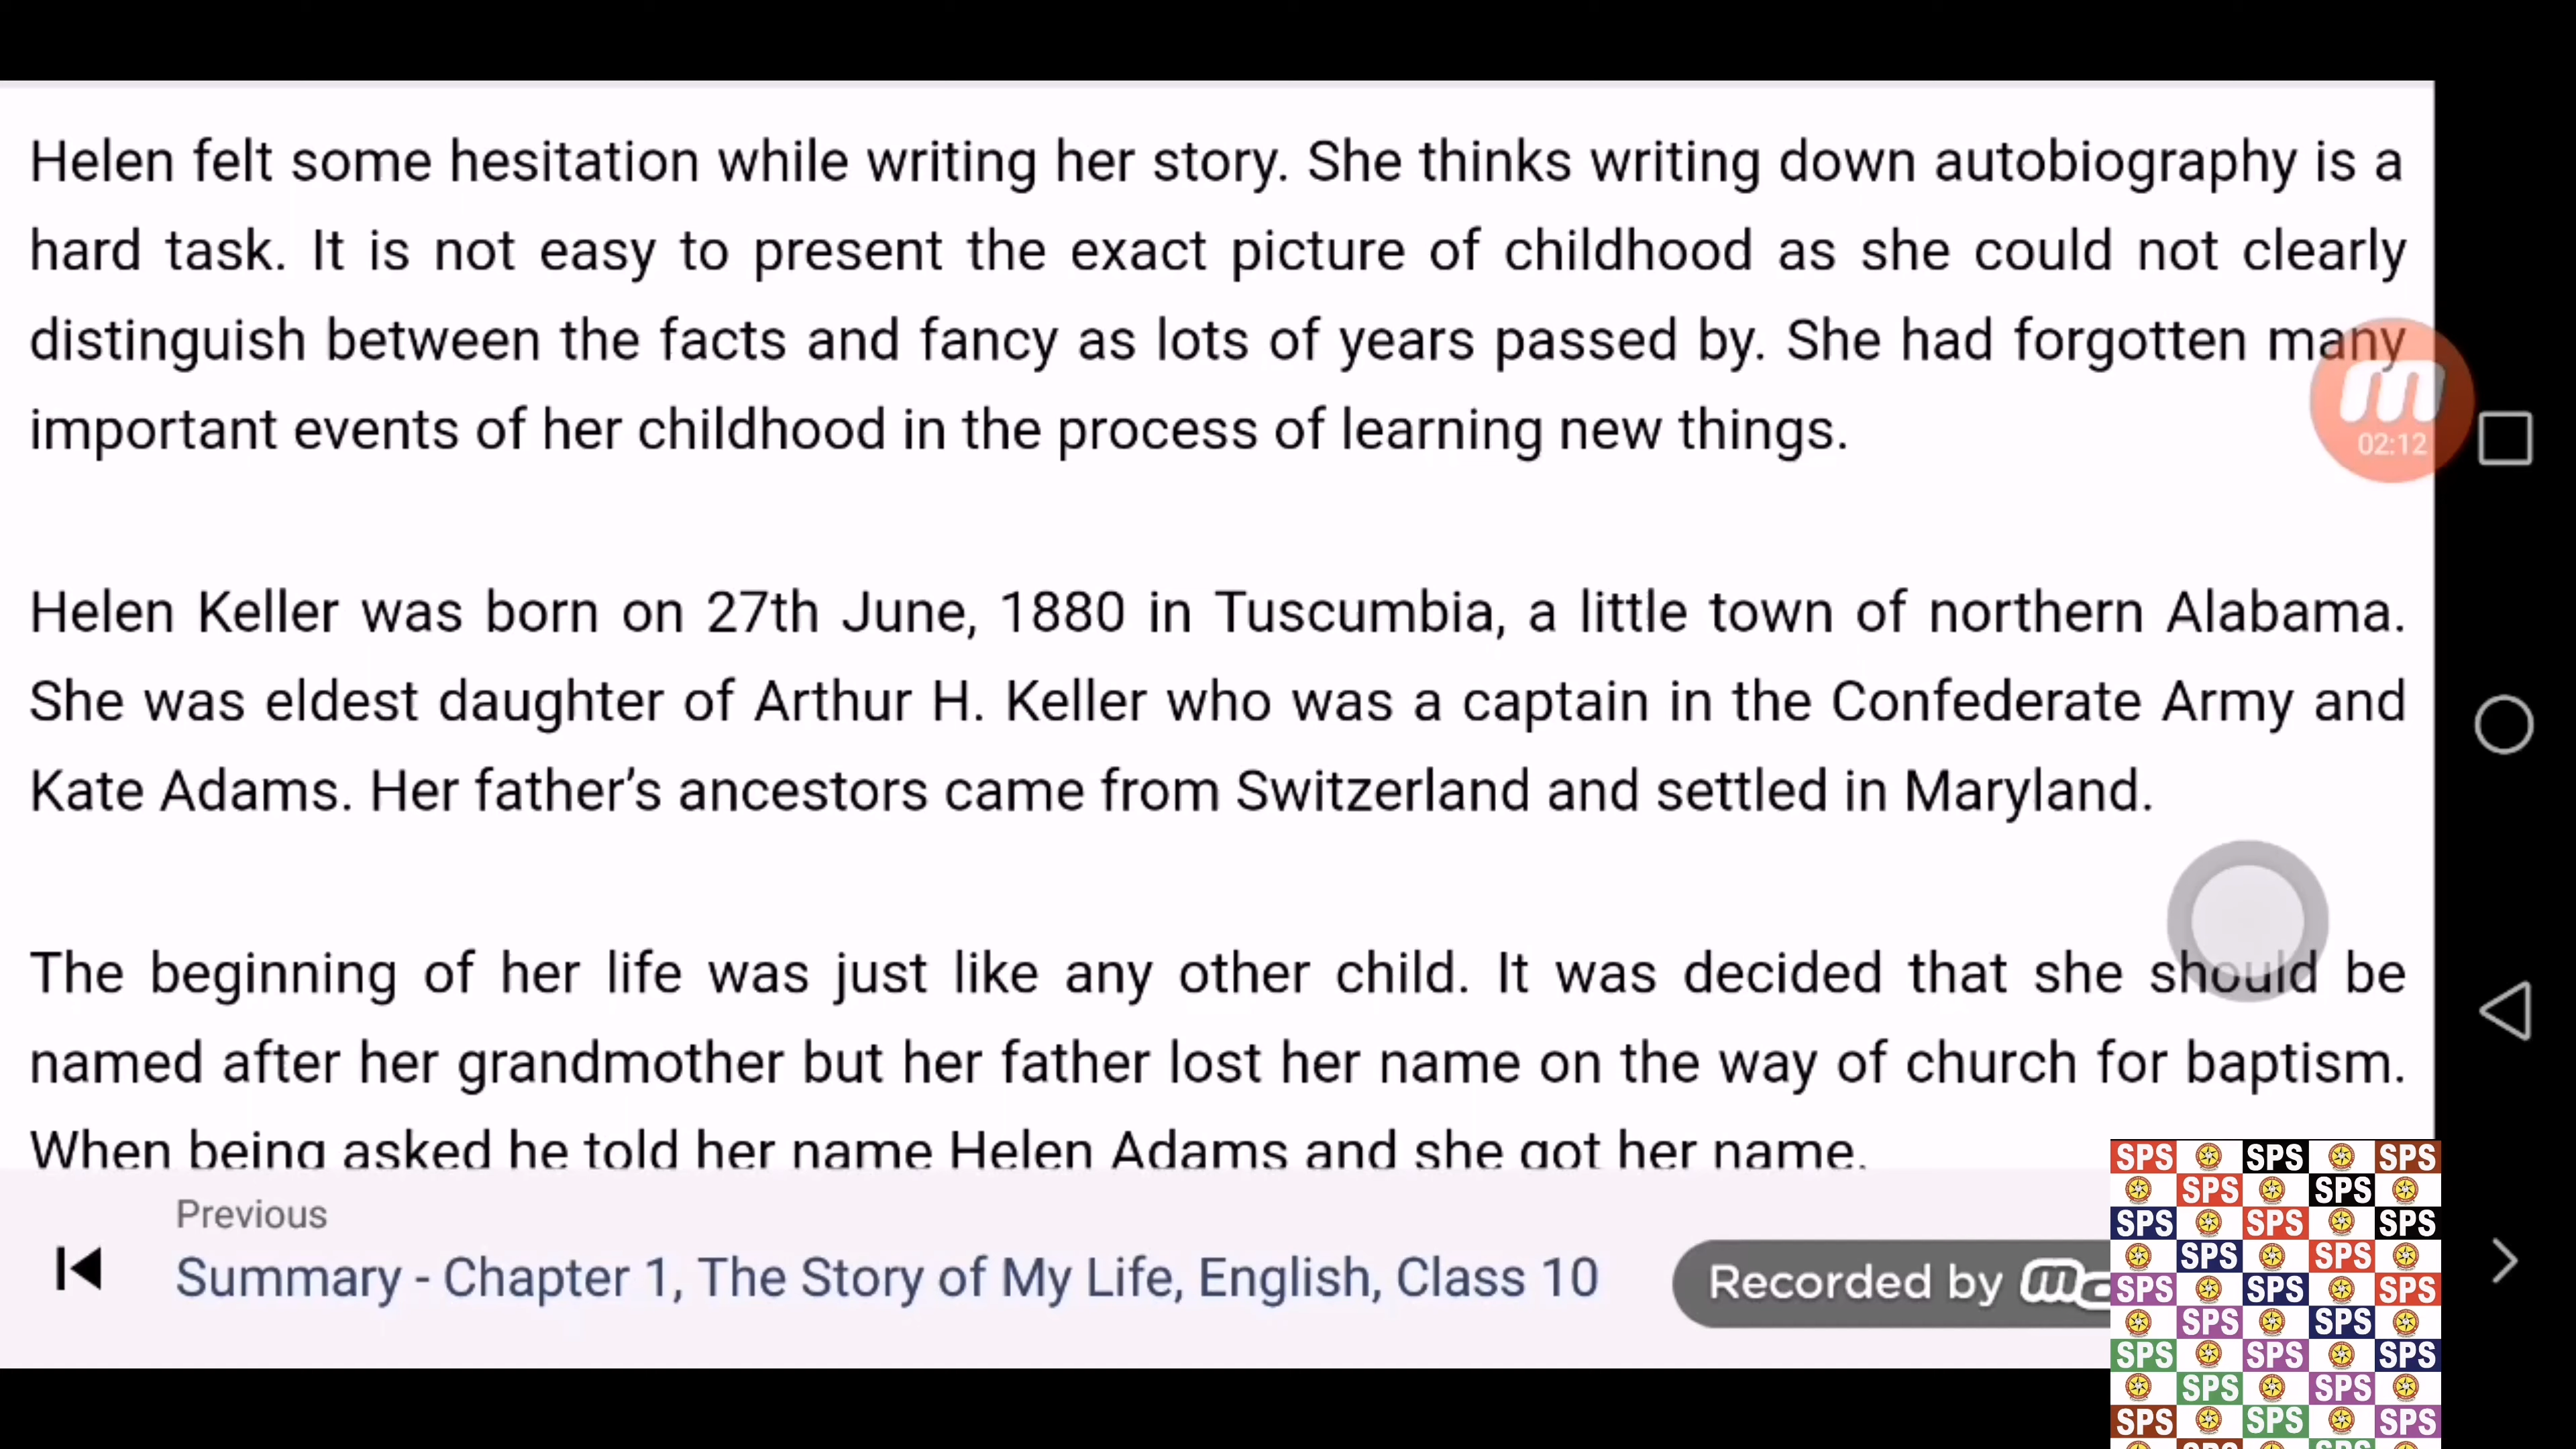 Helen felt some hesitation while writing her story. She thinks writing down autobiography is a
hard task. It is not easy to present the exact picture of childhood as she could not clearly
distinguish between the facts and fancy as lots of years passed by. She had forgotten many
important events of her childhood in the process of learning new things.
02:12
Helen Keller was born on 27th June, 1880 in Tuscumbia, a little town of northern Alabama.
She was eldest daughter of Arthur H. Keller who was a captain in the Confederate Army and
Kate Adams. Her father’s ancestors came from Switzerland and settled in Maryland.
The beginning of her life was just like any other child. It was decided that she should be
named after her grandmother but her father lost her name on the way of church for baptism.
When being asked he told her name Helen Adams and she got her name.
Previous
Summary - Chapter 1, The Story of My Life, English, Class 10
Recorded by
SPS SPS SPS
SPS SPS
SPS SPS SPS
SPS SPS
SPS SPS SPS
SPS SPS
SPS SPS SPS
SPS SPS
SPS SPS SPS